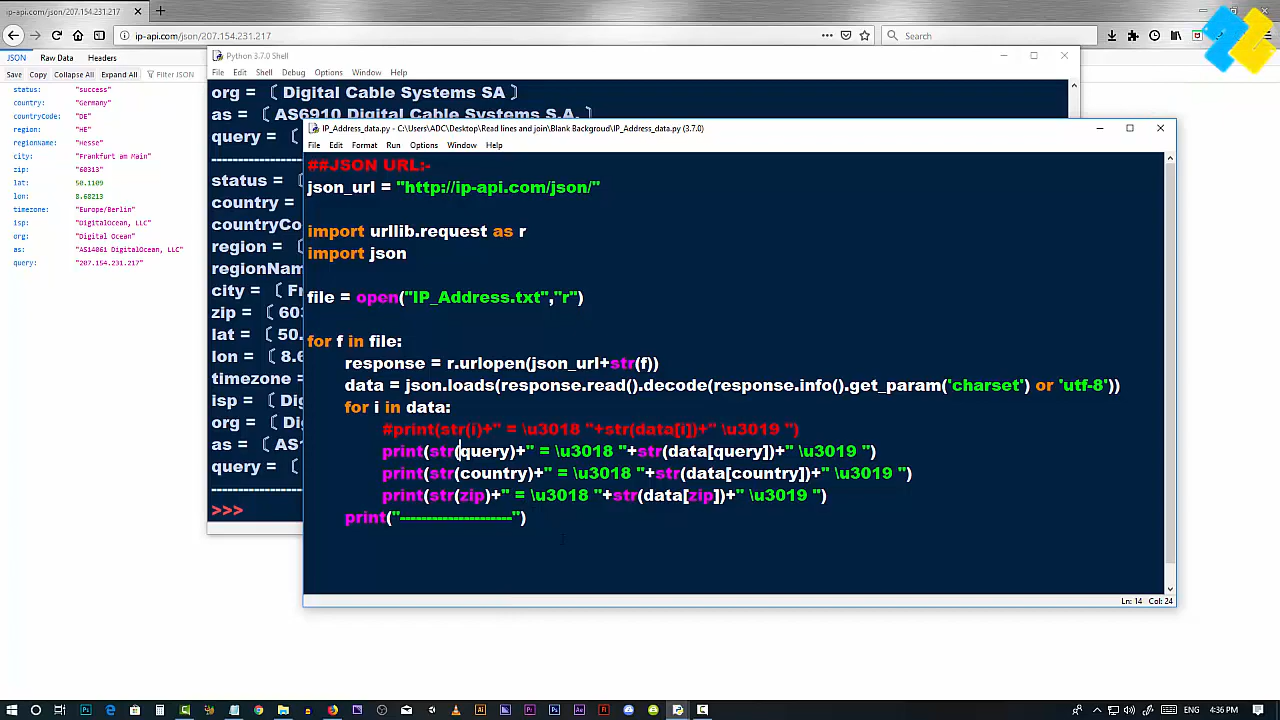 ip-api.com/json/207.154.231.217
ip-api.com/json/207.154.231.217
Search
JSON Raw Data Headers
Save Copy Collapse All Expand All Filter JSON
status: "success"
country: "Germany"
countryCode: "DE"
region: "HE"
regionName: "Hesse"
city: "Frankfurt am Main"
zip: "60313"
lat: 50.1109
lon: 8.68213
timezone: "Europe/Berlin"
isp: "DigitalOcean, LLC"
org: "Digital Ocean"
as: "AS14061 DigitalOcean, LLC"
query: "207.154.231.217"
Python 3.7.0 Shell
File Edit Shell Debug Options Window Help
org = 〔 Digital Cable Systems SA 〕
as = 〔 AS6910 Digital Cable Systems S.A. 〕
query = 〔
---------------
status = 〔
country =
countryCo
region = 〔
regionNam
city = 〔 Fr
zip = 〔 603
lat = 〔 50.
lon = 〔 8.6
timezone =
isp = 〔 Dig
org = 〔 Dig
as = 〔 AS1
query = 〔
---------------
>>>
IP_Address_data.py - C:\Users\ADC\Desktop\Read lines and join\Blank Backgroud\IP_Address_data.py (3.7.0)
File Edit Format Run Options Window Help
##JSON URL:-
json_url = "http://ip-api.com/json/"
import urllib.request as r
import json
file = open("IP_Address.txt","r")
for f in file:
response = r.urlopen(json_url+str(f))
data = json.loads(response.read().decode(response.info().get_param('charset') or 'utf-8'))
for i in data:
#print(str(i)+" = \u3018 "+str(data[i])+" \u3019 ")
print(str(query)+" = \u3018 "+str(data[query])+" \u3019 ")
print(str(country)+" = \u3018 "+str(data[country])+" \u3019 ")
print(str(zip)+" = \u3018 "+str(data[zip])+" \u3019 ")
print("---------------------")
Ln: 14 Col: 24
4:36 PM